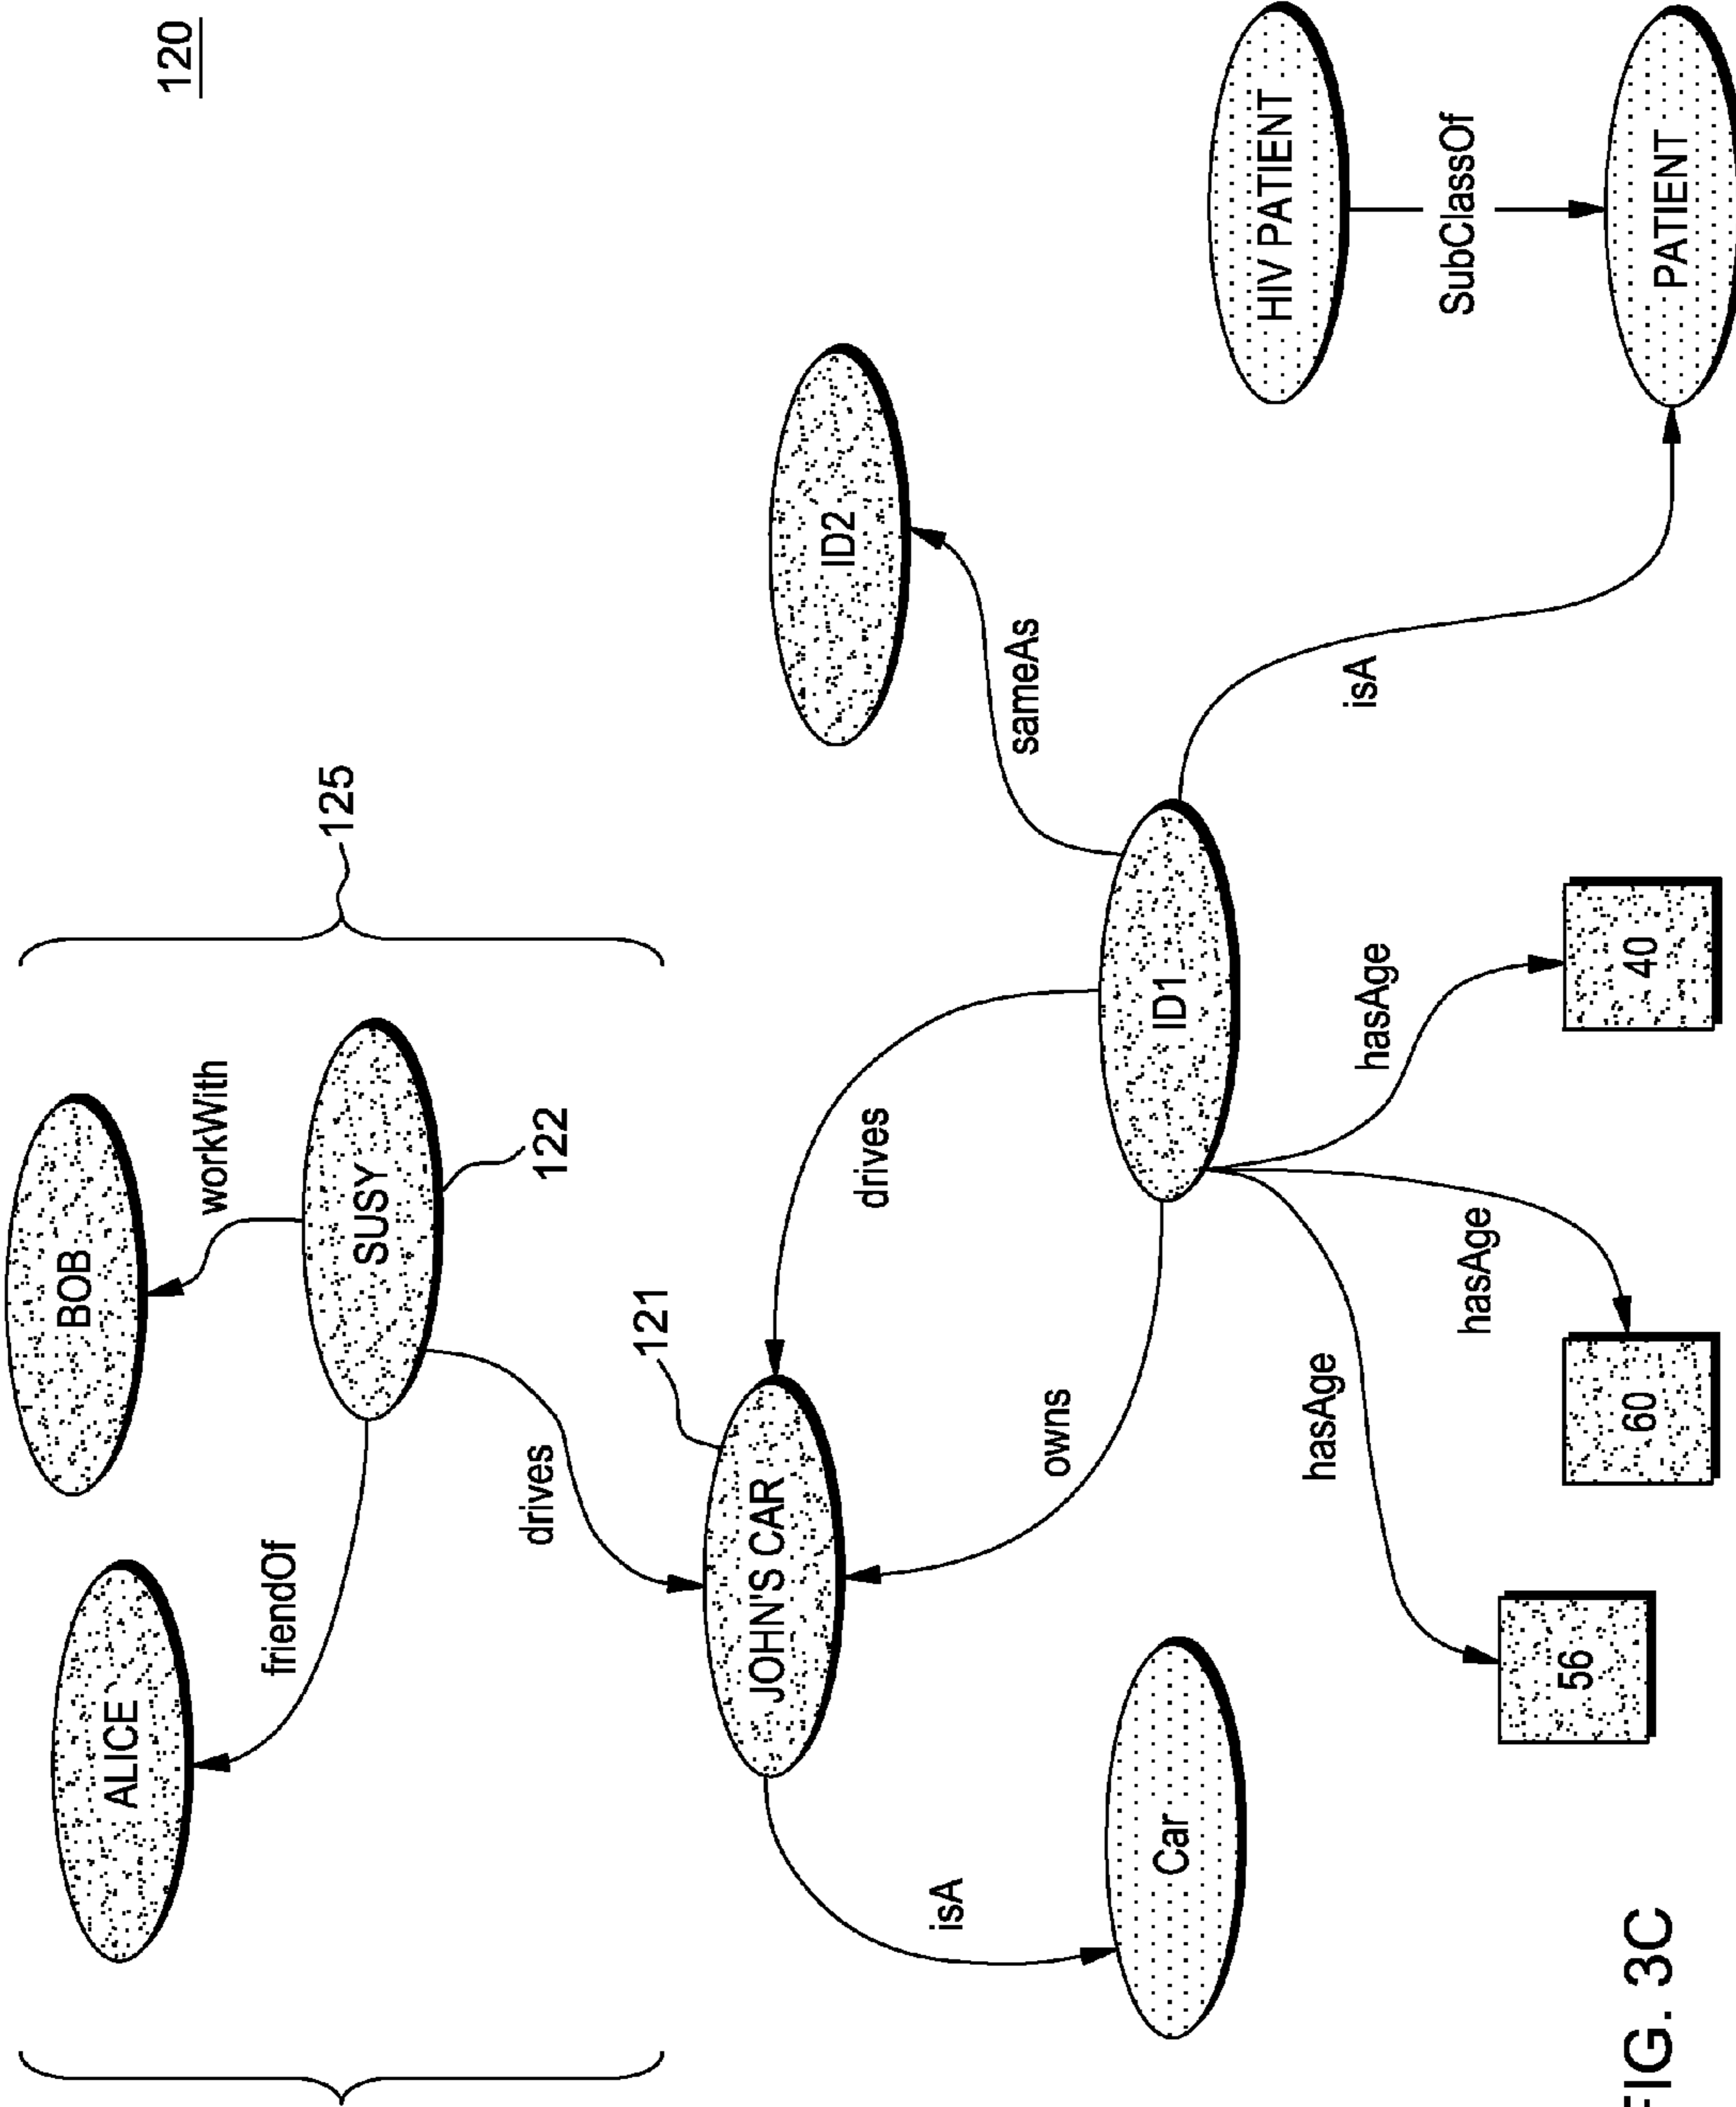 120
BOB
ALICE
workWith
friendOf
SUSY
125
122
drives
121
JOHN'S CAR
drives
ID2
sameAs
isA
owns
Car
ID1
HIV PATIENT
SubClassOf
isA
PATIENT
hasAge
hasAge
hasAge
56
60
40
FIG. 3C